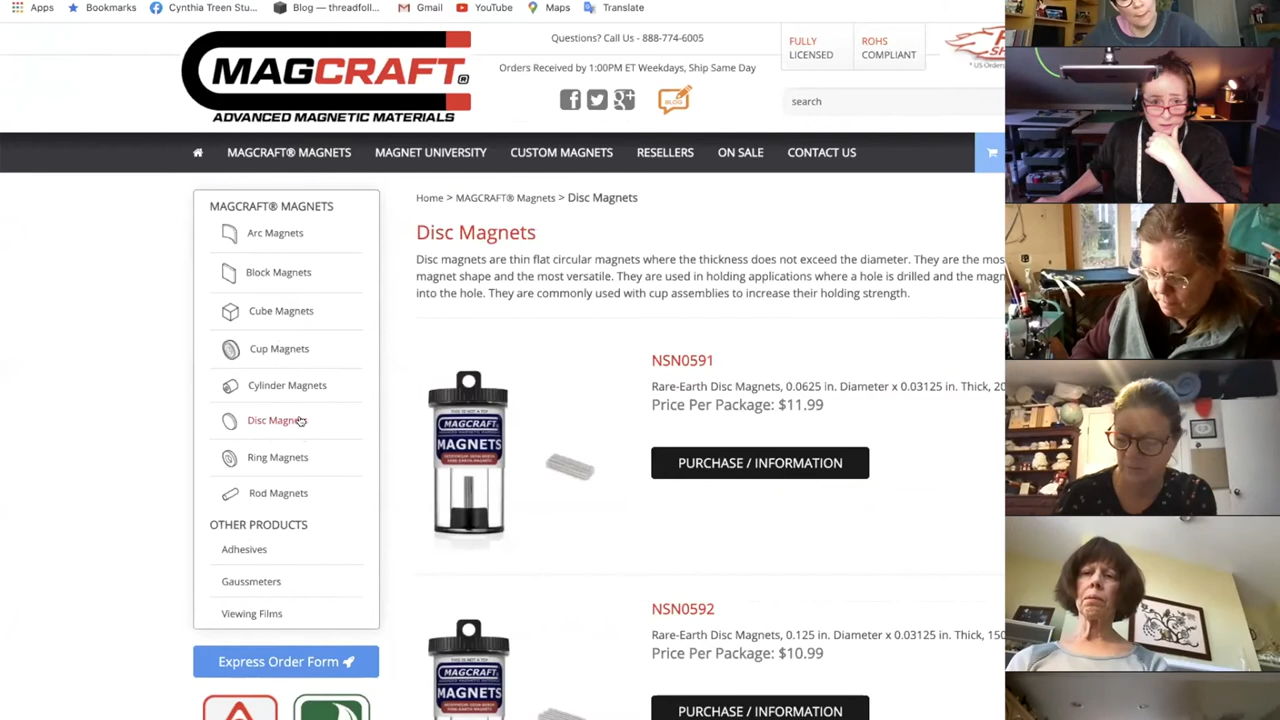 Apps
Bookmarks
Cynthia Treen Stu...
Blog — threadfoll...
Gmail
YouTube
Maps
Translate
MAGCRAFT®
ADVANCED MAGNETIC MATERIALS
Questions? Call Us - 888-774-6005
Orders Received by 1:00PM ET Weekdays, Ship Same Day
BLOG
FULLY
LICENSED
ROHS
COMPLIANT
search
MAGCRAFT® MAGNETS
MAGNET UNIVERSITY
CUSTOM MAGNETS
RESELLERS
ON SALE
CONTACT US
MAGCRAFT® MAGNETS
Arc Magnets
Block Magnets
Cube Magnets
Cup Magnets
Cylinder Magnets
Disc Magnets
Ring Magnets
Rod Magnets
OTHER PRODUCTS
Adhesives
Gaussmeters
Viewing Films
Express Order Form
Home > MAGCRAFT® Magnets > Disc Magnets
Disc Magnets
Disc magnets are thin flat circular magnets where the thickness does not exceed the diameter. They are the mos
magnet shape and the most versatile. They are used in holding applications where a hole is drilled and the magn
into the hole. They are commonly used with cup assemblies to increase their holding strength.
THIS IS NOT A TOY
MAGCRAFT
MAGNETS
NSN0591
Rare-Earth Disc Magnets, 0.0625 in. Diameter x 0.03125 in. Thick, 20
Price Per Package: $11.99
PURCHASE / INFORMATION
THIS IS NOT A TOY
MAGCRAFT
MAGNETS
NSN0592
Rare-Earth Disc Magnets, 0.125 in. Diameter x 0.03125 in. Thick, 150
Price Per Package: $10.99
PURCHASE / INFORMATION